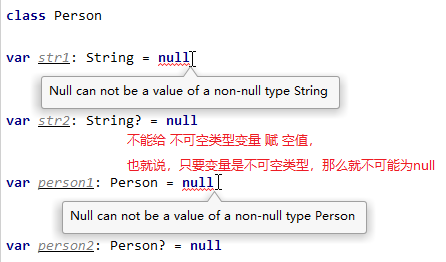 class Person
var str1: String = null
Null can not be a value of a non-null type String
var str2: String? = null
不能给 不可空类型变量 赋 空值，
也就说，只要变量是不可空类型，那么就不可能为null
var person1: Person = null
Null can not be a value of a non-null type Person
var person2: Person? = null